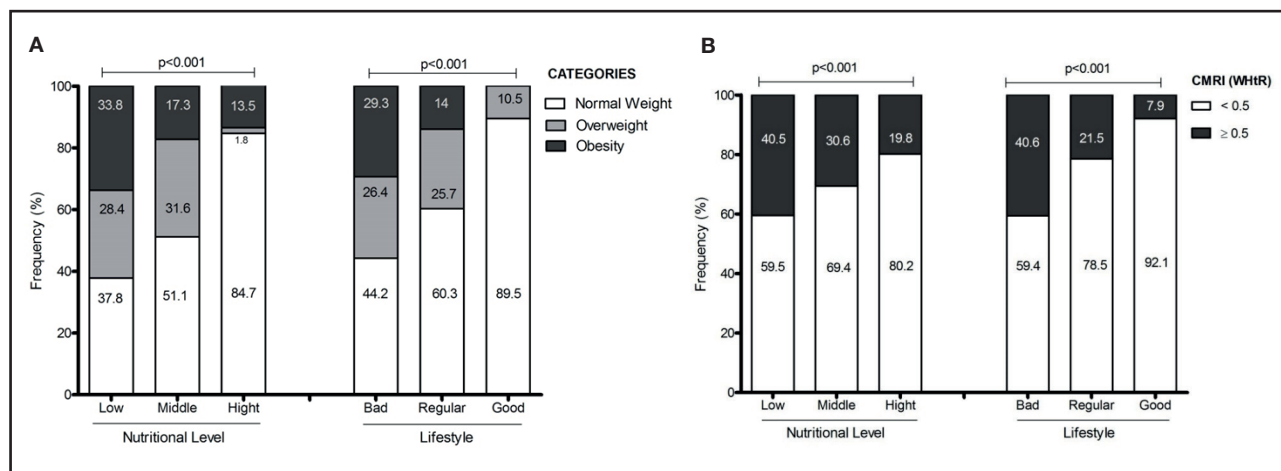 A
p<0.001
p<0.001
CATEGORIES
Normal Weight
Overweight
Obesity
Frequency (%)
100
80
60
40
20
0
33.8
17.3
13.5
29.3
14
10.5
28.4
31.6
1.8
26.4
25.7
37.8
51.1
84.7
44.2
60.3
89.5
Low Middle Hight Bad Regular Good
Nutritional Level Lifestyle
B
p<0.001
p<0.001
CMRI (WHtR)
< 0.5
≥ 0.5
Frequency (%)
100
80
60
40
20
0
40.5
30.6
19.8
40.6
21.5
7.9
59.5
69.4
80.2
59.4
78.5
92.1
Low Middle Hight Bad Regular Good
Nutritional Level Lifestyle